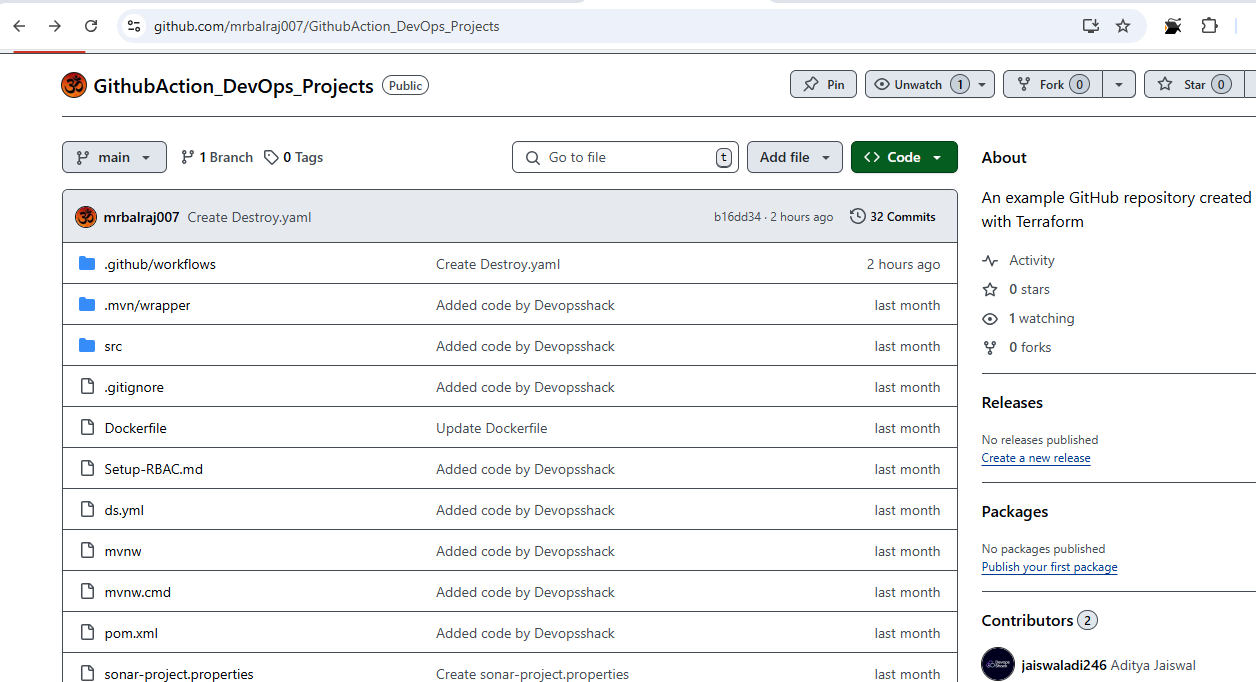 github.com/mrbalraj007/GithubAction_DevOps_Projects
GithubAction_DevOps_Projects Public
Pin
Unwatch 1
Fork 0
Star 0
main
1 Branch
0 Tags
Go to file t
Add file
<> Code
mrbalraj007 Create Destroy.yaml b16dd34 · 2 hours ago 32 Commits
.github/workflows Create Destroy.yaml 2 hours ago
.mvn/wrapper Added code by Devopsshack last month
src Added code by Devopsshack last month
.gitignore Added code by Devopsshack last month
Dockerfile Update Dockerfile last month
Setup-RBAC.md Added code by Devopsshack last month
ds.yml Added code by Devopsshack last month
mvnw Added code by Devopsshack last month
mvnw.cmd Added code by Devopsshack last month
pom.xml Added code by Devopsshack last month
sonar-project.properties Create sonar-project.properties last month
About
An example GitHub repository created
with Terraform
Activity
0 stars
1 watching
0 forks
Releases
No releases published
Create a new release
Packages
No packages published
Publish your first package
Contributors 2
jaiswaladi246 Aditya Jaiswal